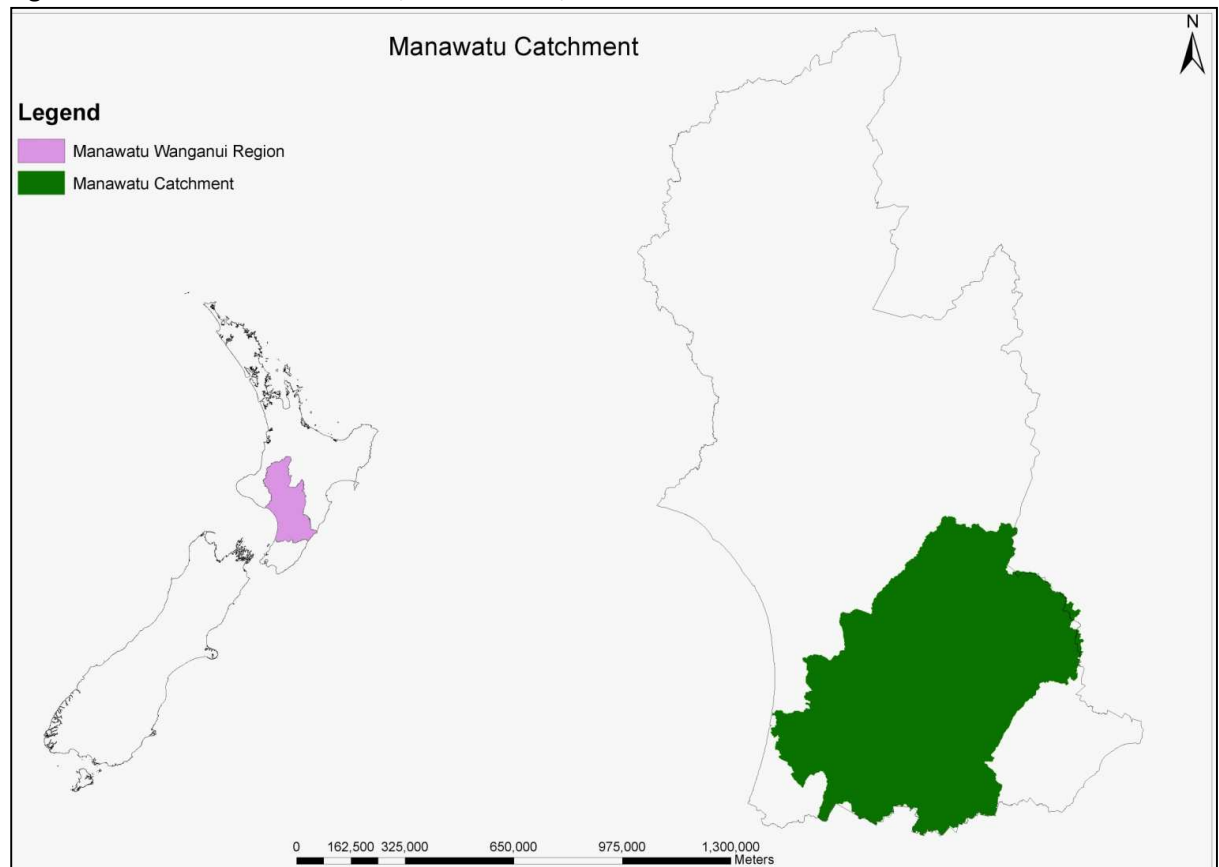 Manawatu Catchment
N
Legend
Manawatu Wanganui Region
Manawatu Catchment
0 162,500 325,000 650,000 975,000 1,300,000
Meters